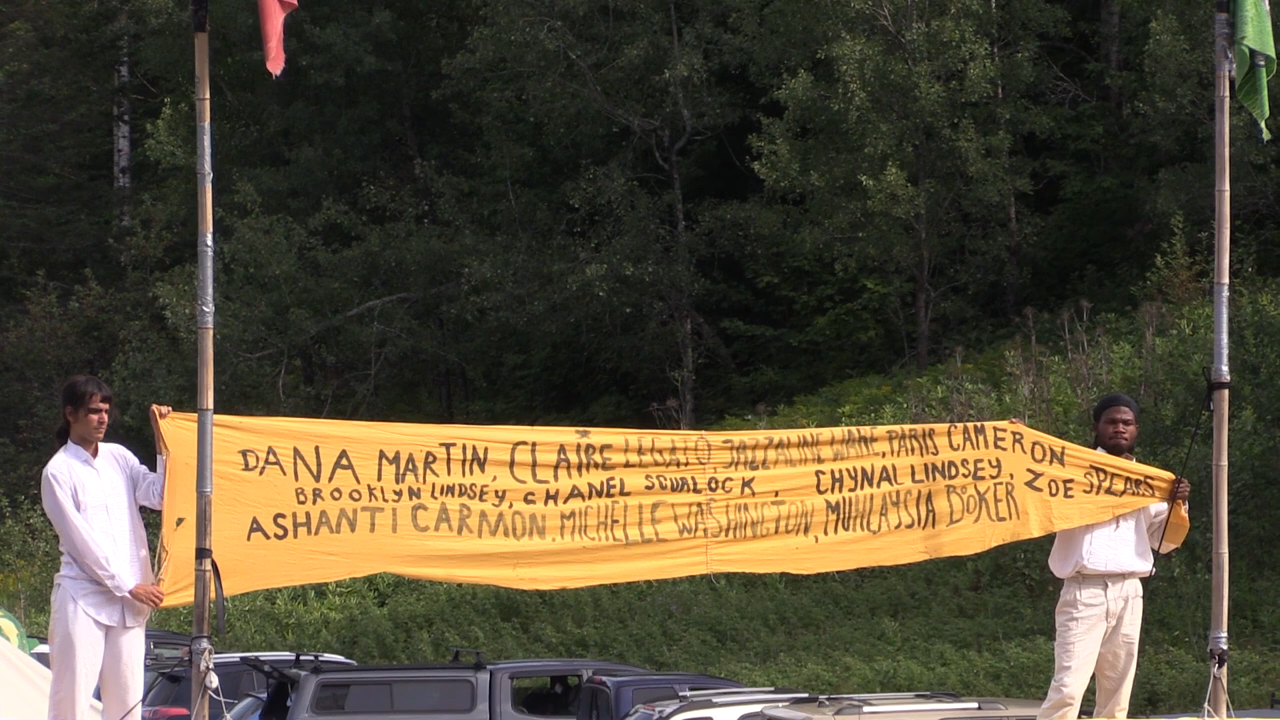 DANA MARTIN, CLAIRE LEGATO, JAZZALINE WARE, PARIS CAMERON
BROOKLYN LINDSEY, CHANEL SCURLOCK, CHYNAL LINDSEY, ZOE SPEARS
ASHANTI CARMON. MICHELLE WASHINGTON, MUHLAYSIA BOOKER